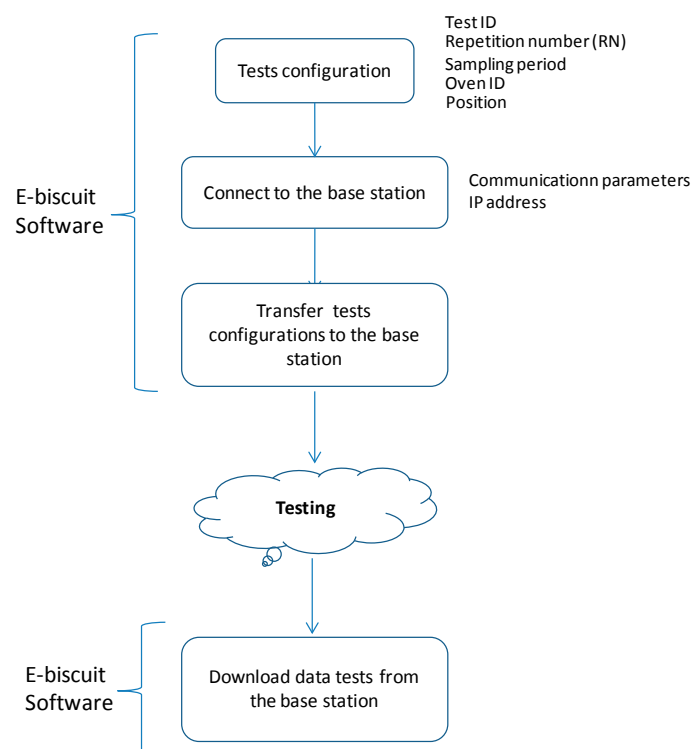 Test ID
Repetition number (RN)
Sampling period
Oven ID
Position
Tests configuration
E-biscuit
Software
Connect to the base station
Communicationn parameters
IP address
Transfer tests
configurations to the base
station
Testing
E-biscuit
Software
Download data tests from
the base station